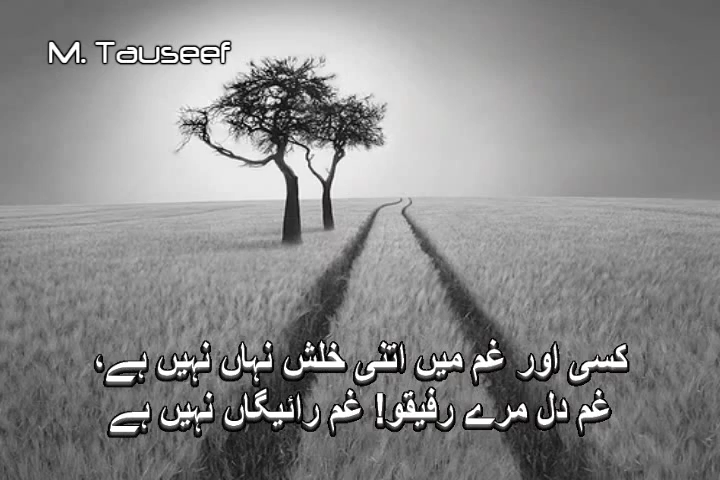 M. Tauseef
کسی اور غم میں اتنی خلش نہاں نہیں ہے،
غم دل مرے رفیقو! غم رائیگاں نہیں ہے